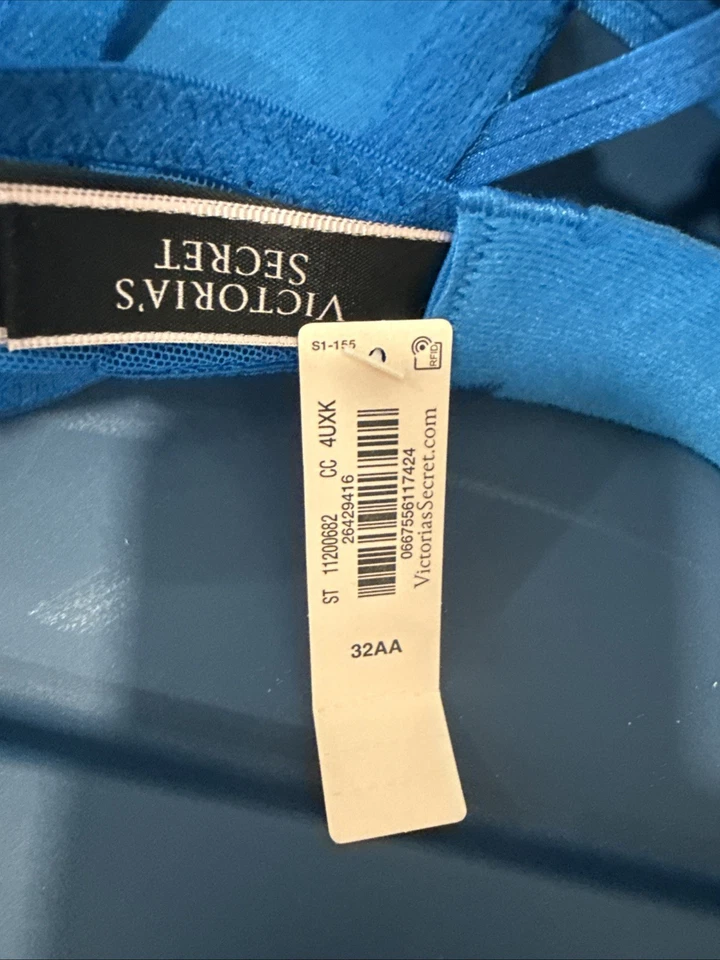 VICTORIA'S
SECRET
S1-155
RFID
ST 11200682 CC 4UXK
26429416
0667556117424
VictoriasSecret.com
32AA